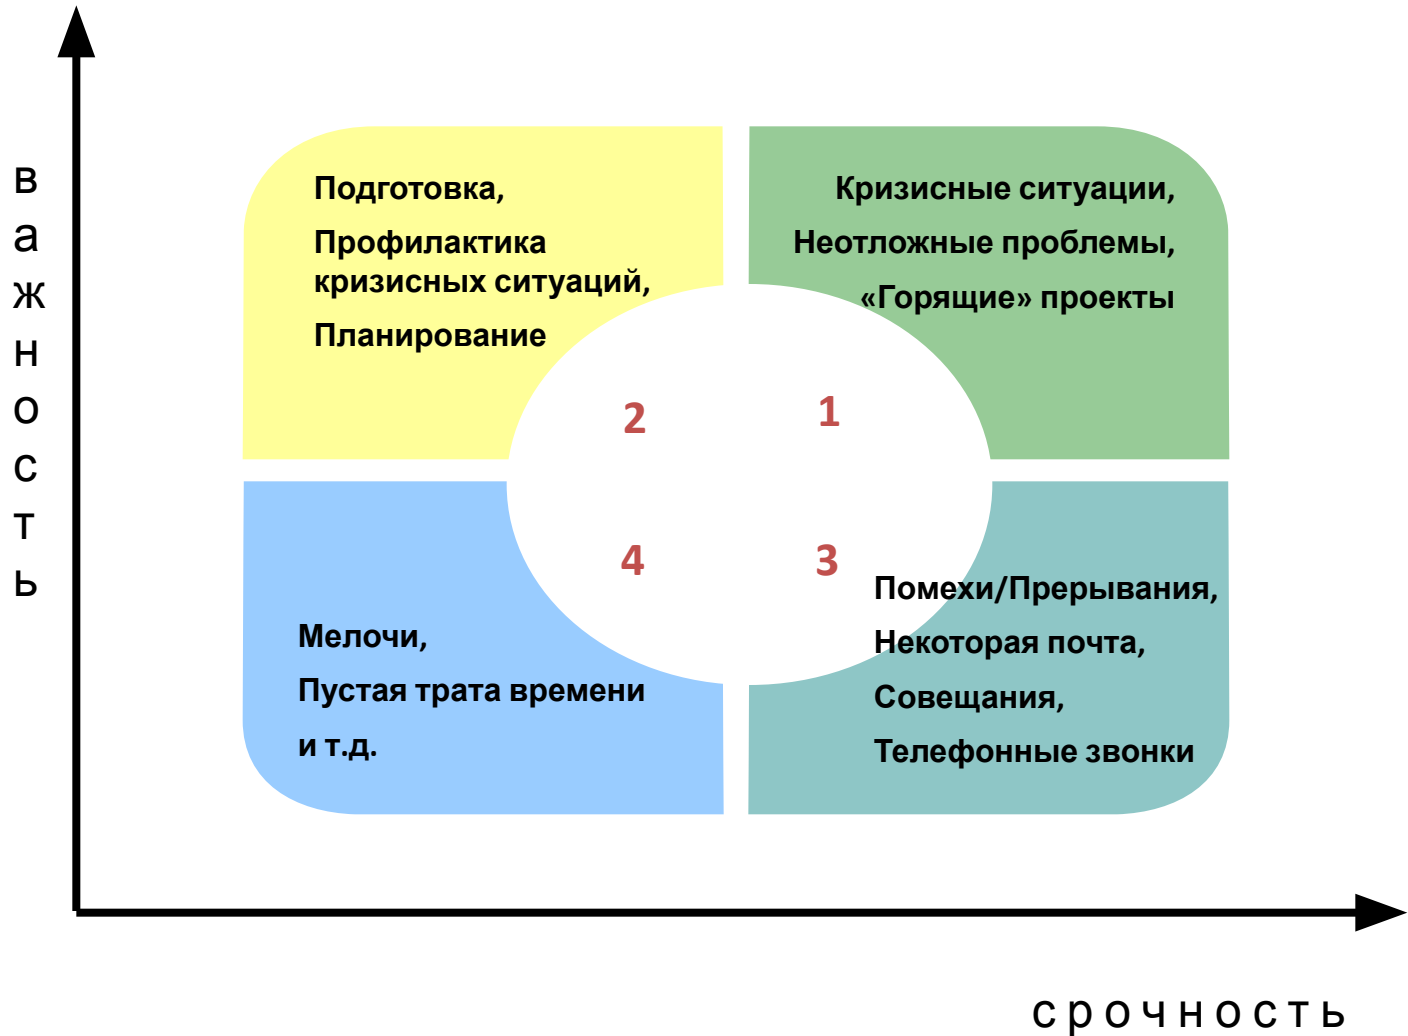 важность
Подготовка,
Профилактика
кризисных ситуаций,
Планирование
Кризисные ситуации,
Неотложные проблемы,
«Горящие» проекты
2
1
4
3
Мелочи,
Пустая трата времени
и т.д.
Помехи/Прерывания,
Некоторая почта,
Совещания,
Телефонные звонки
срочность